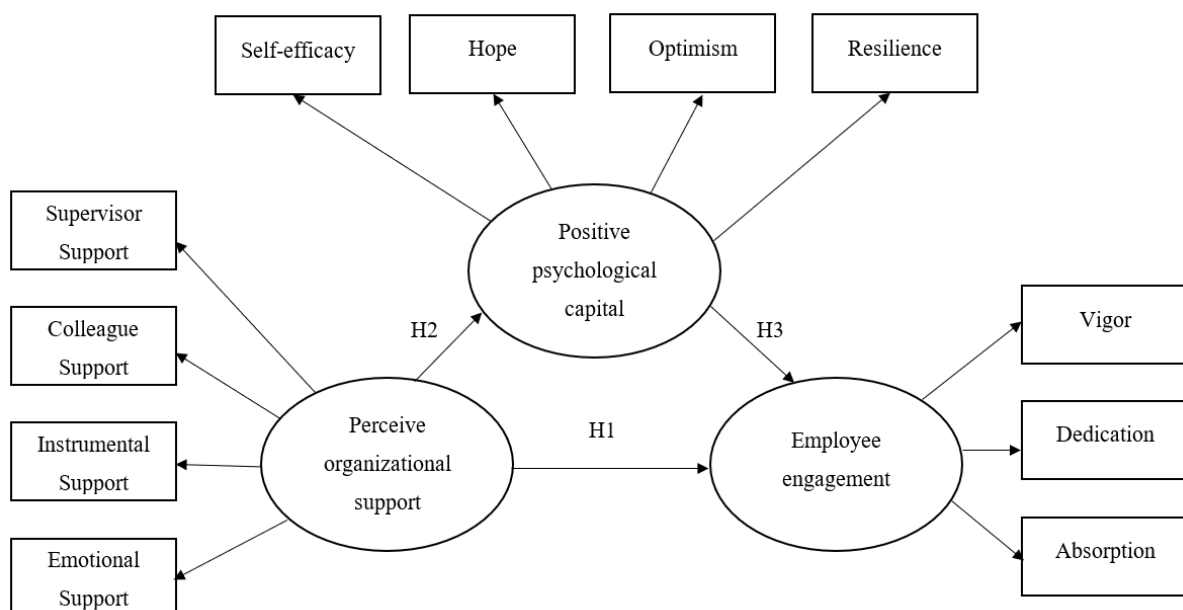 Self-efficacy
Hope
Optimism
Resilience
Supervisor
Support
Positive
psychological
capital
Colleague
Support
H2
H3
Vigor
Instrumental
Support
Perceive
organizational
support
H1
Employee
engagement
Dedication
Emotional
Support
Absorption